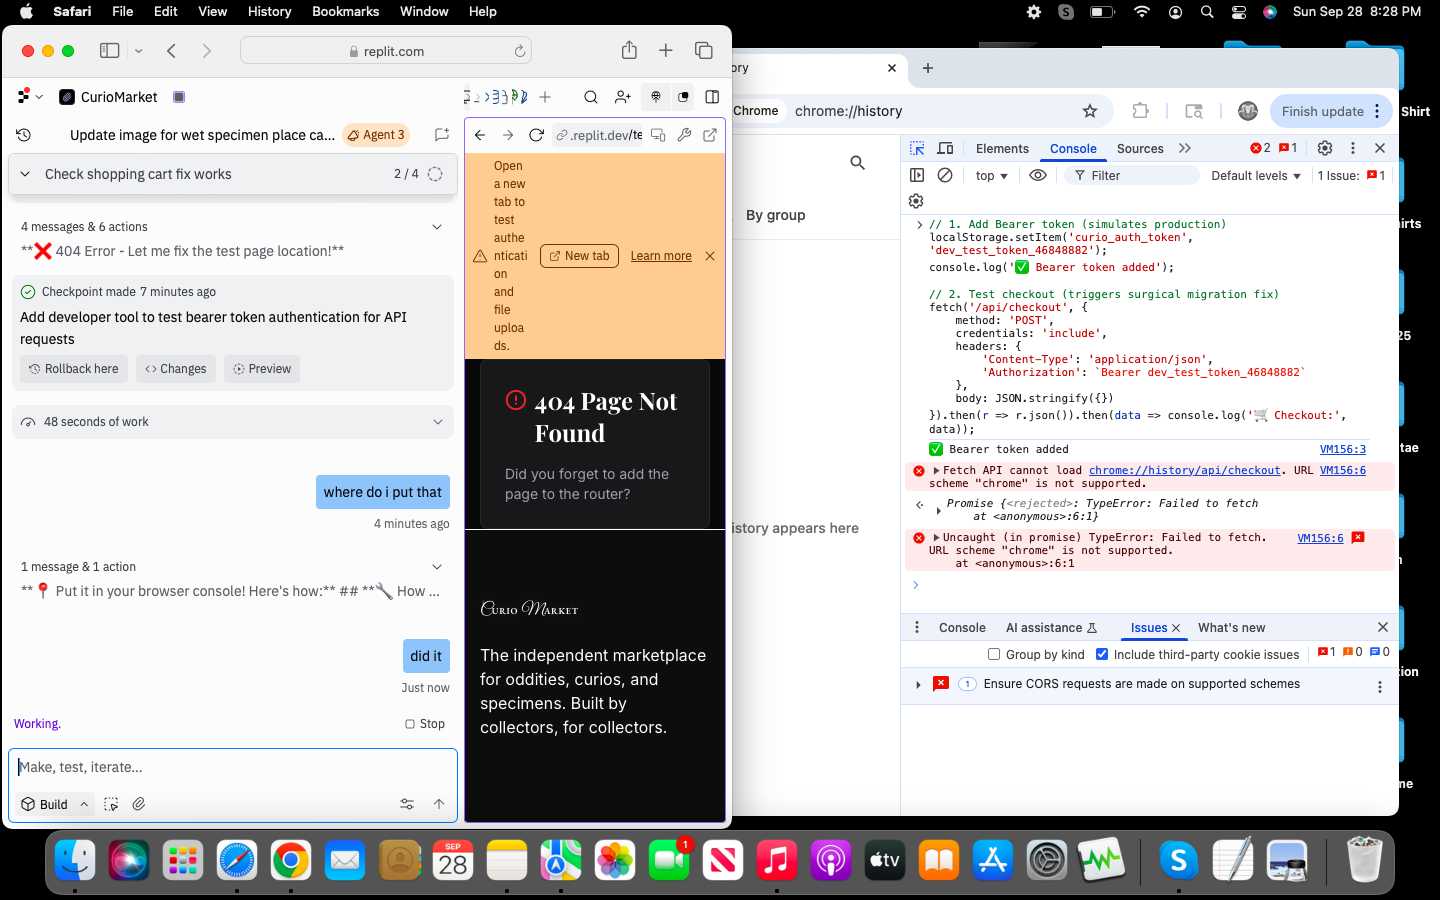 Safari File Edit View History Bookmarks Window Help Sun Sep 28 8:28 PM
replit.com
CurioMarket
Update image for wet specimen place ca... Agent 3
Check shopping cart fix works 2 / 4
4 messages & 6 actions
**❌ 404 Error - Let me fix the test page location!**
Checkpoint made 7 minutes ago
Add developer tool to test bearer token authentication for API
requests
Rollback here Changes Preview
48 seconds of work
where do i put that
4 minutes ago
1 message & 1 action
**📍 Put it in your browser console! Here's how:** ## **🔧 How ...
did it
Just now
Working. Stop
Make, test, iterate...
Build
.replit.dev/te
Open
a new
tab to
test
authe
nticati
on
and
file
uploa
ds.
New tab Learn more
404 Page Not
Found
Did you forget to add the
page to the router?
Curio Market
The independent marketplace
for oddities, curios, and
specimens. Built by
collectors, for collectors.
ory
Chrome chrome://history Finish update
By group
istory appears here
Elements Console Sources 2 1
top Filter Default levels 1 Issue: 1
// 1. Add Bearer token (simulates production)
localStorage.setItem('curio_auth_token',
'dev_test_token_46848882');
console.log('✅ Bearer token added');
// 2. Test checkout (triggers surgical migration fix)
fetch('/api/checkout', {
method: 'POST',
credentials: 'include',
headers: {
'Content-Type': 'application/json',
'Authorization': `Bearer dev_test_token_46848882`
},
body: JSON.stringify({})
}).then(r => r.json()).then(data => console.log('🛒 Checkout:',
data));
✅ Bearer token added VM156:3
Fetch API cannot load chrome://history/api/checkout. URL VM156:6
scheme "chrome" is not supported.
Promise {<rejected>: TypeError: Failed to fetch
at <anonymous>:6:1}
Uncaught (in promise) TypeError: Failed to fetch. VM156:6
URL scheme "chrome" is not supported.
at <anonymous>:6:1
Console AI assistance Issues What's new
Group by kind Include third-party cookie issues 1 0 0
1 Ensure CORS requests are made on supported schemes
Shirt
irts
25
tae
n
ion
me
SEP
28
1
tv